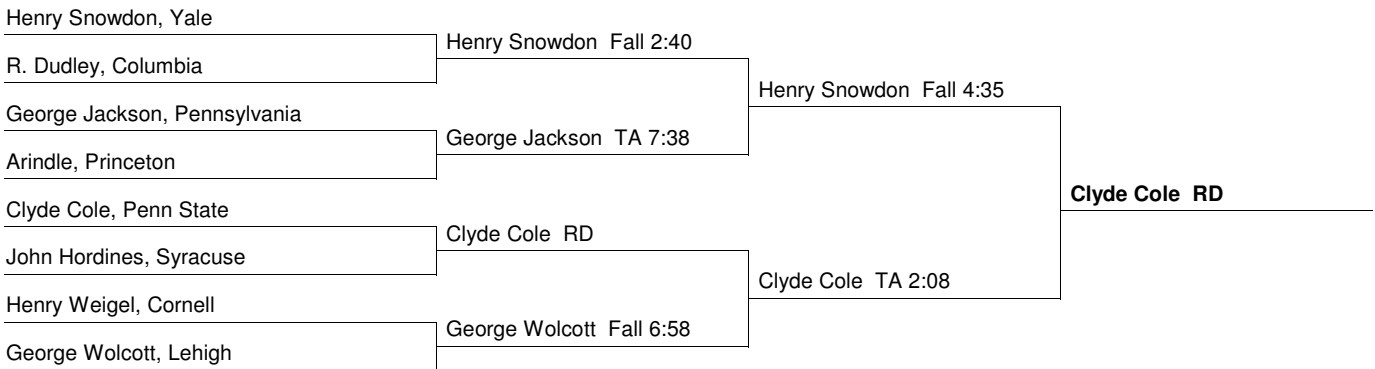 Henry Snowdon, Yale
R. Dudley, Columbia
George Jackson, Pennsylvania
Arindle, Princeton
Clyde Cole, Penn State
John Hordines, Syracuse
Henry Weigel, Cornell
George Wolcott, Lehigh
Henry Snowdon Fall 2:40
George Jackson TA 7:38
Clyde Cole RD
George Wolcott Fall 6:58
Henry Snowdon Fall 4:35
Clyde Cole TA 2:08
Clyde Cole RD